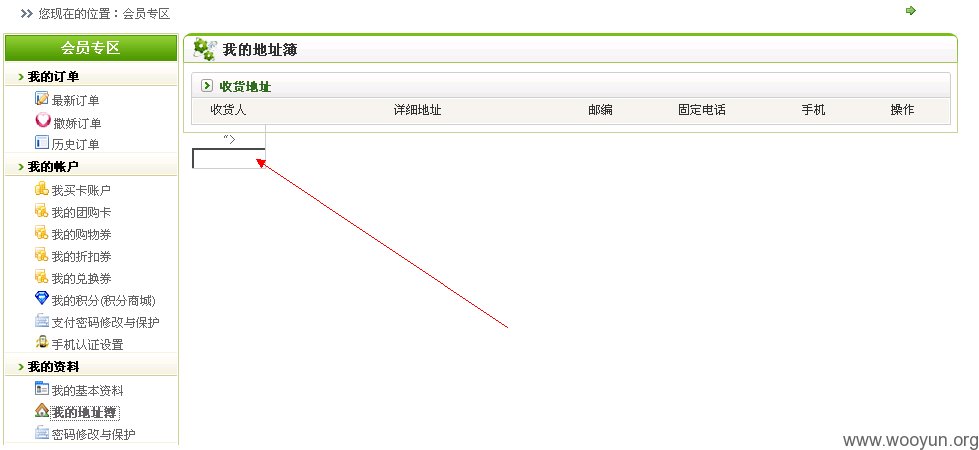 您现在的位置：会员专区
会员专区
我的订单
最新订单
撒娇订单
历史订单
我的帐户
我买卡账户
我的团购卡
我的购物券
我的折扣券
我的兑换券
我的积分(积分商城)
支付密码修改与保护
手机认证设置
我的资料
我的基本资料
我的地址簿
密码修改与保护
我的地址簿
收货地址
收货人 详细地址 邮编 固定电话 手机 操作
“>
www.wooyun.org